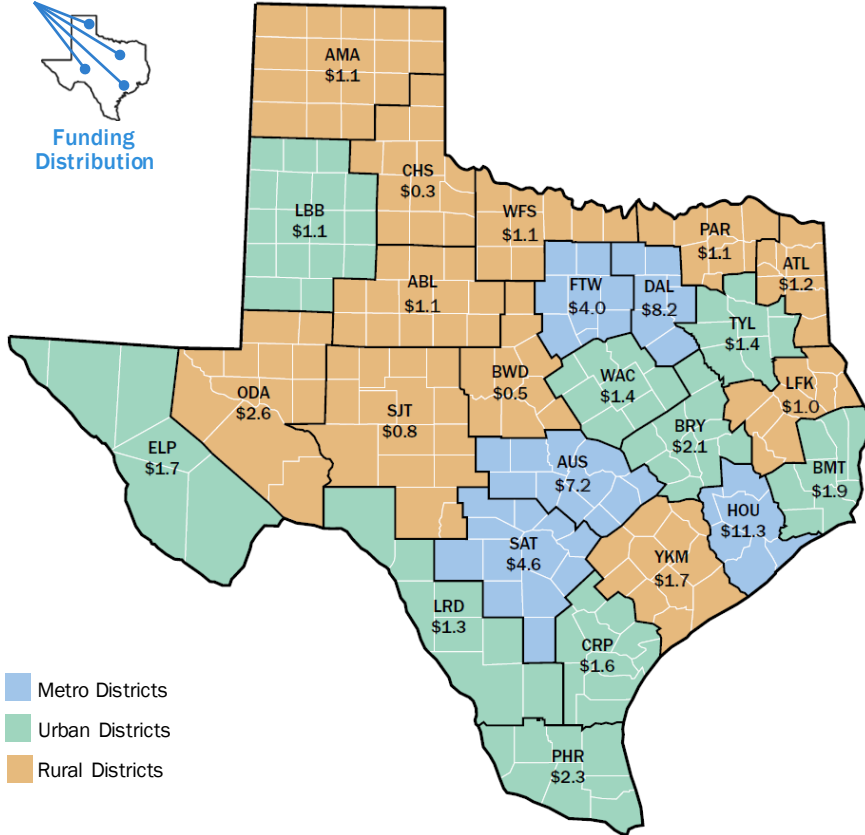 Funding
Distribution
AMA
$1.1
CHS
$0.3
LBB
$1.1
WFS
$1.1
PAR
$1.1
ATL
$1.2
ABL
$1.1
FTW
$4.0
DAL
$8.2
TYL
$1.4
ODA
$2.6
SJT
$0.8
BWD
$0.5
WAC
$1.4
LFK
$1.0
ELP
$1.7
BRY
$2.1
AUS
$7.2
BMT
$1.9
HOU
$11.3
SAT
$4.6
YKM
$1.7
LRD
$1.3
CRP
$1.6
PHR
$2.3
Metro Districts
Urban Districts
Rural Districts